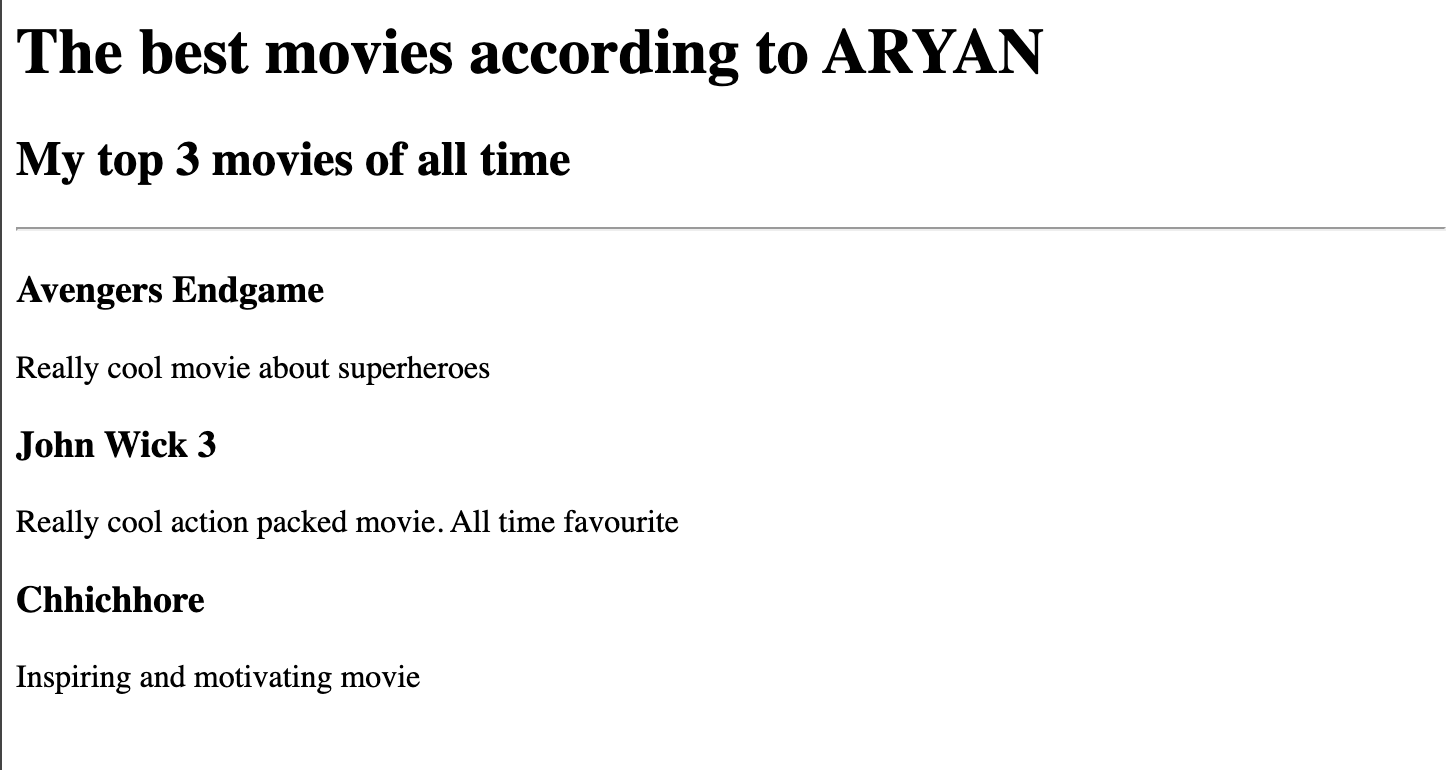 The best movies according to ARYAN
My top 3 movies of all time
Avengers Endgame
Really cool movie about superheroes
John Wick 3
Really cool action packed movie. All time favourite
Chhichhore
Inspiring and motivating movie